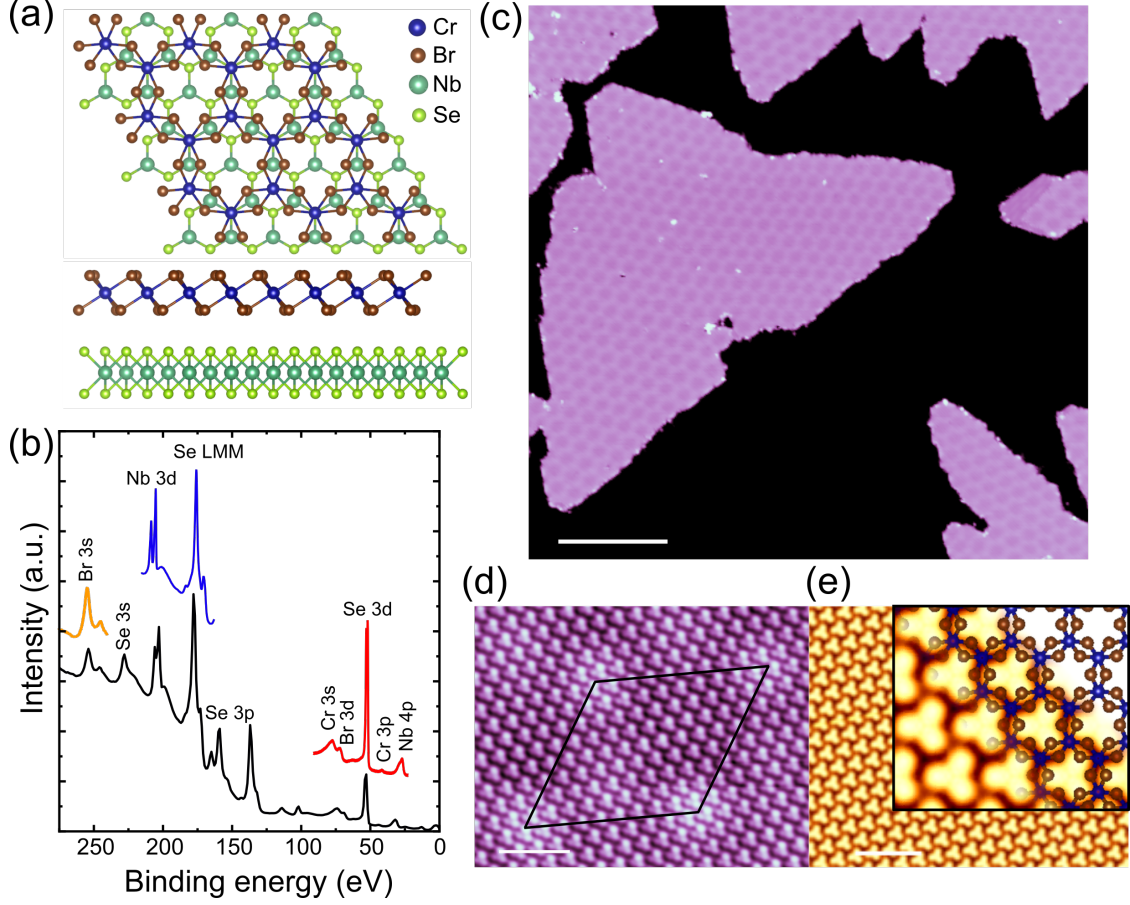 (a)
Cr
Br
Nb
Se
(b)
Intensity (a.u.)
Binding energy (eV)
250
200
150
100
50
0
Br 3s
Se 3s
Nb 3d
Se LMM
Se 3p
Cr 3s
Br 3d
Se 3d
Cr 3p
Nb 4p
(c)
(d)
(e)